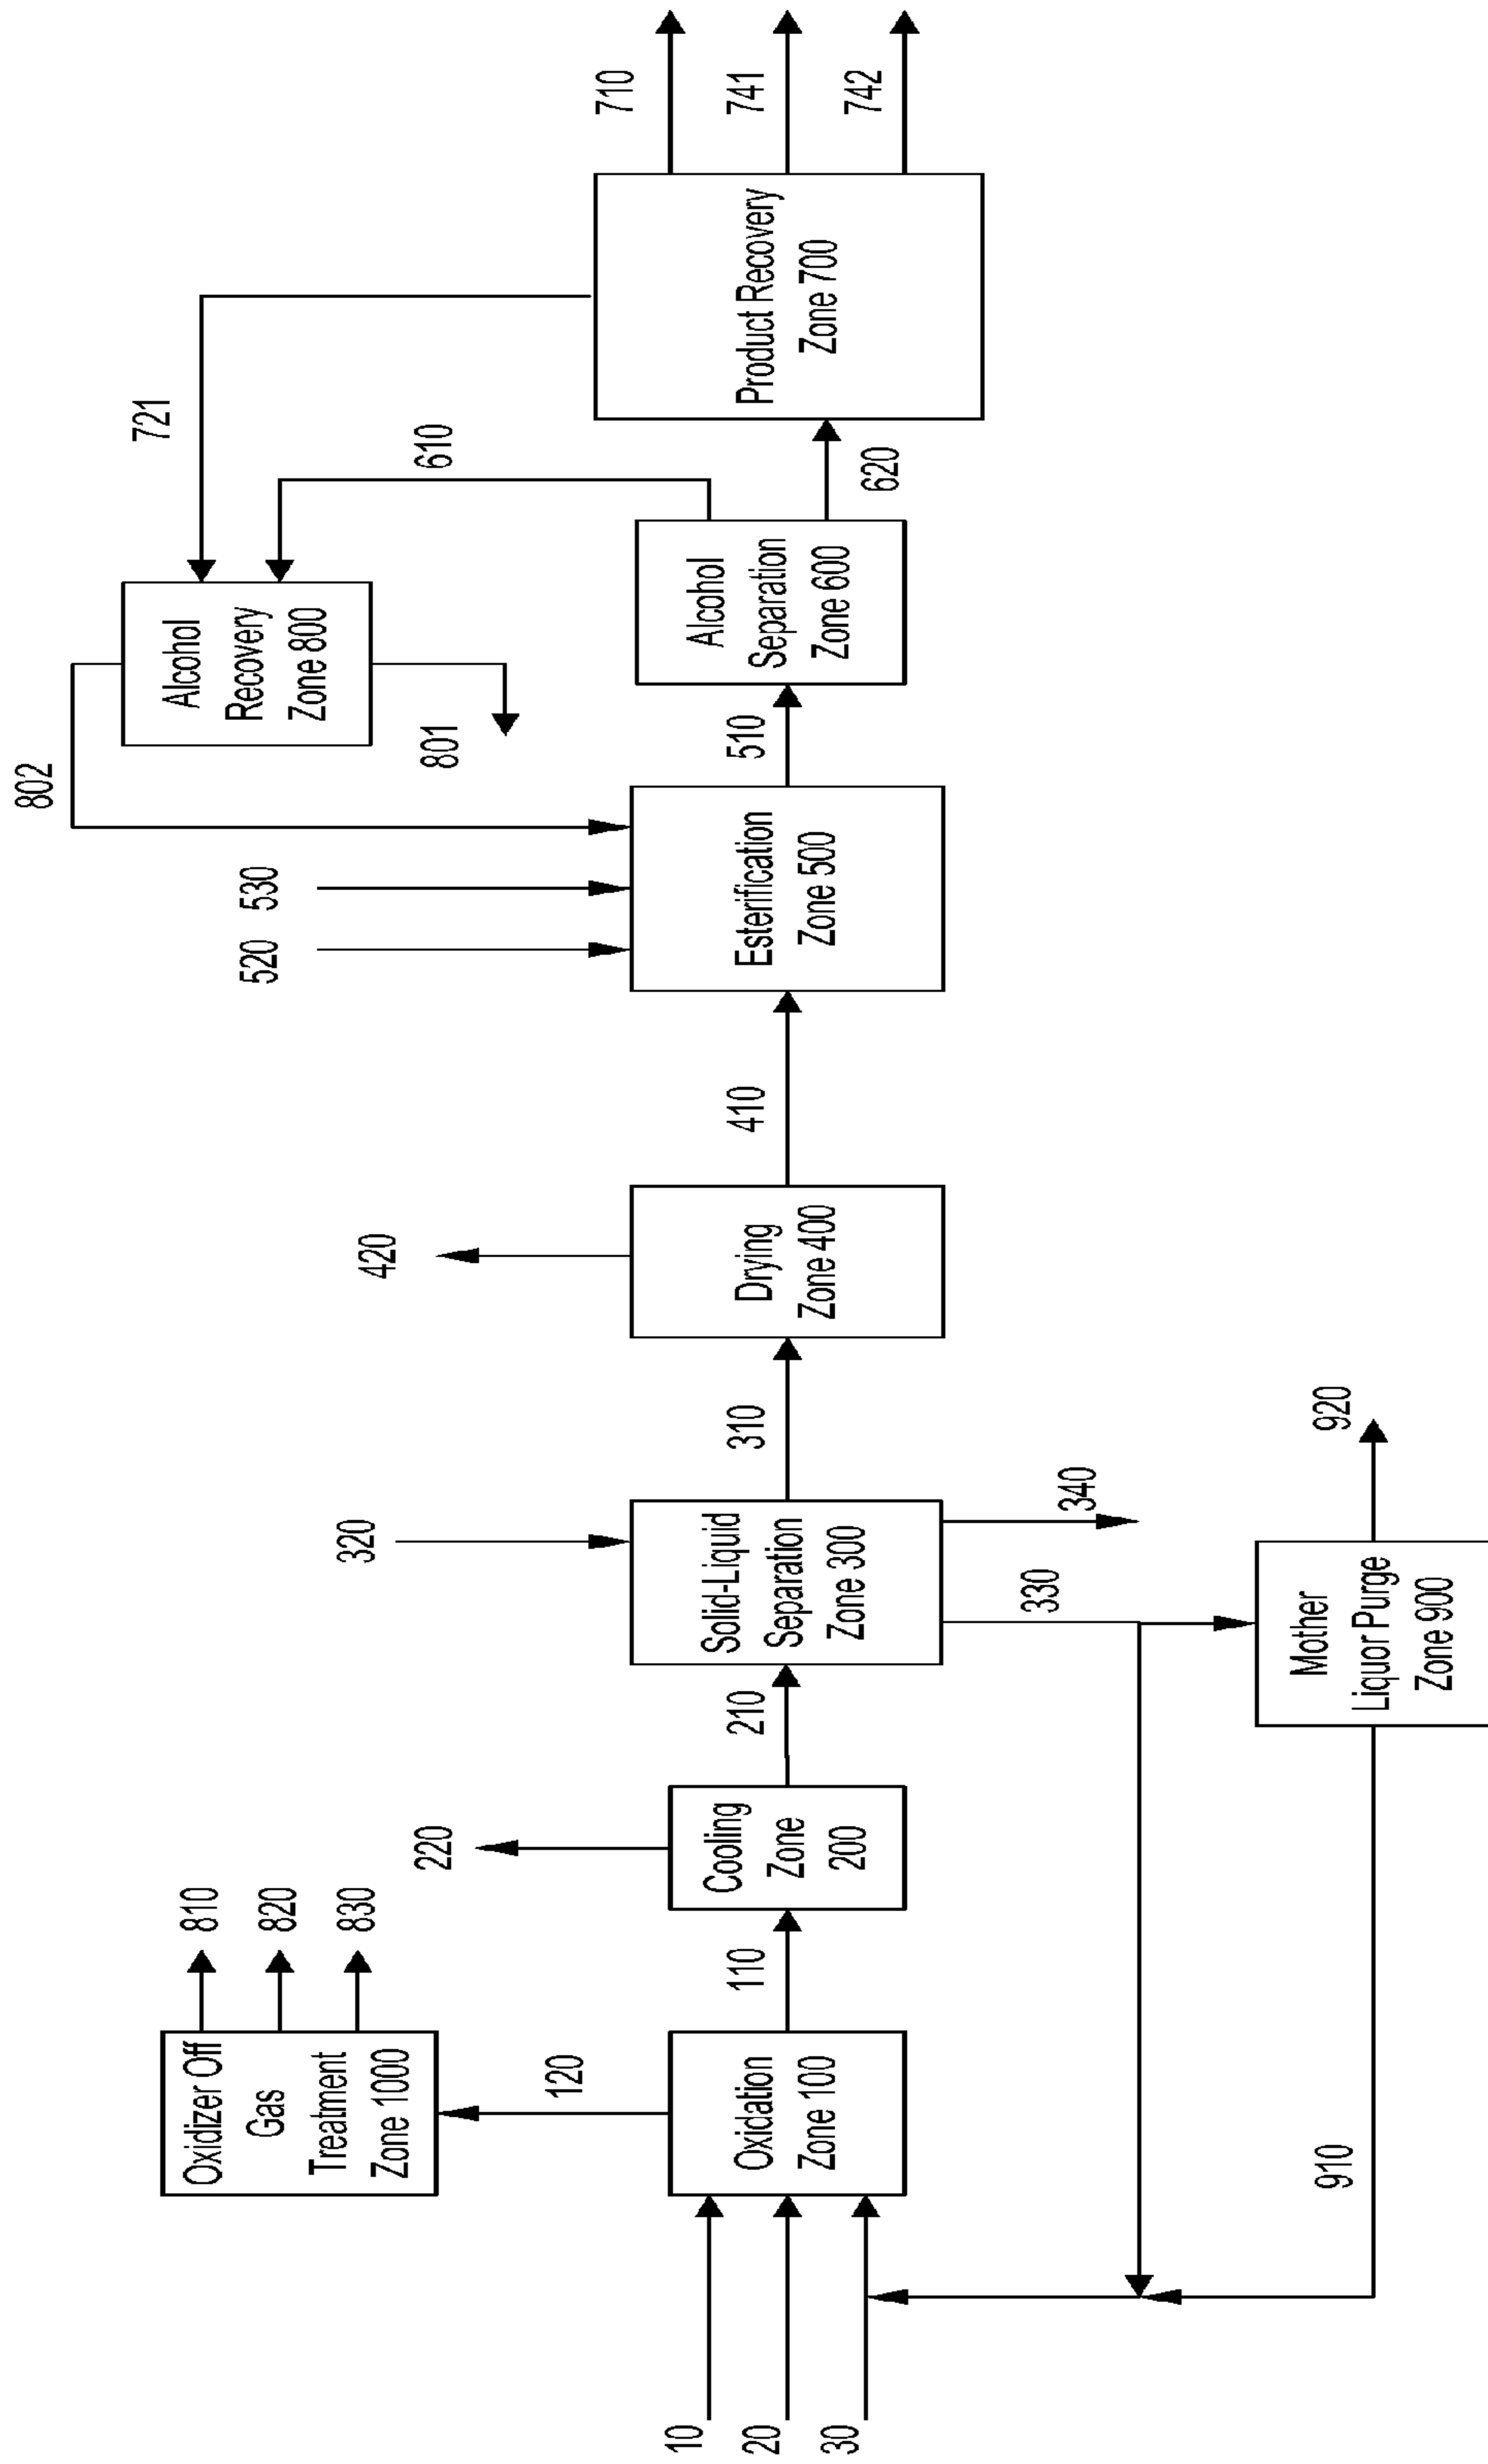 802
721
610
Alcohol
Recovery
Zone 800
801
710
741
742
Oxidizer Off
Gas
Treatment
Zone 1000
810
820
830
220
320
420
520
530
120
10
20
30
Oxidation
Zone 100
110
Cooling
Zone
200
210
Solid-Liquid
Separation
Zone 300
310
Drying
Zone 400
410
Esterification
Zone 500
510
Alcohol
Separation
Zone 600
620
Product Recovery
Zone 700
330
340
910
Mother
Liquor Purge
Zone 900
920